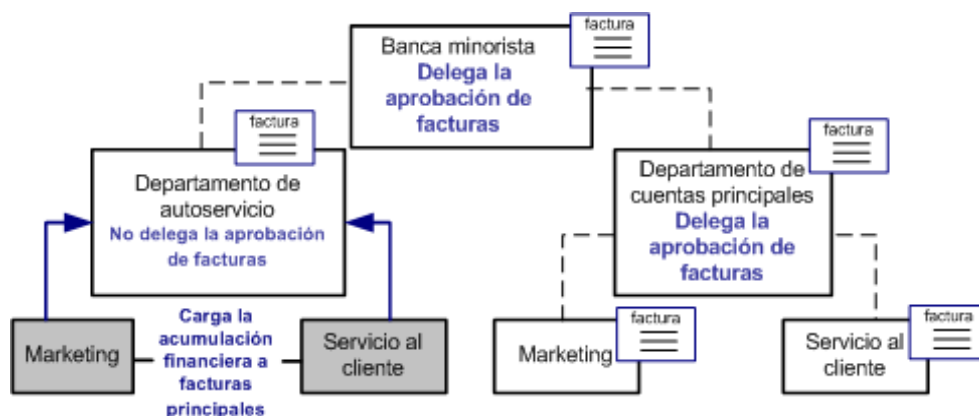 factura
Banca minorista
Delega la
aprobación de
facturas
factura
Departamento de
autoservicio
No delega la aprobación
de facturas
factura
Departamento de
cuentas principales
Delega la
aprobación de
facturas
Marketing
Carga la
acumulación
financiera a
facturas
principales
Servicio al
cliente
factura
Marketing
factura
Servicio al
cliente